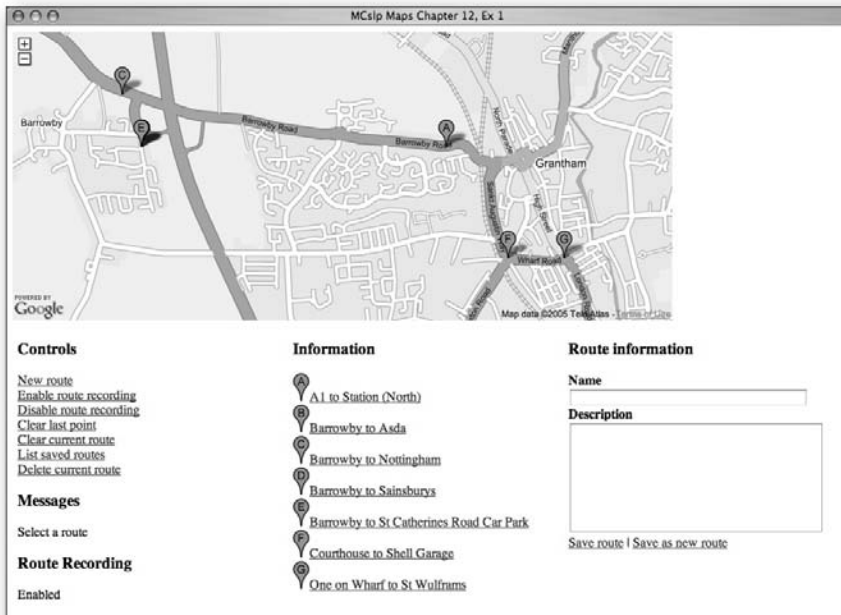 MCslp Maps Chapter 12, Ex 1
+
−
C
Barrowby
E
Barrowby Road
A
Barrowby Road
North Parade
Grantham
High Street
F
G
Wharf Road
London Road
POWERED BY
Google
Map data ©2005 Tele Atlas - Terms of Use
Controls
New route
Enable route recording
Disable route recording
Clear last point
Clear current route
List saved routes
Delete current route
Messages
Select a route
Route Recording
Enabled
Information
A
A1 to Station (North)
B
Barrowby to Asda
C
Barrowby to Nottingham
D
Barrowby to Sainsburys
E
Barrowby to St Catherines Road Car Park
F
Courthouse to Shell Garage
G
One on Wharf to St Wulframs
Route information
Name
Description
Save route | Save as new route